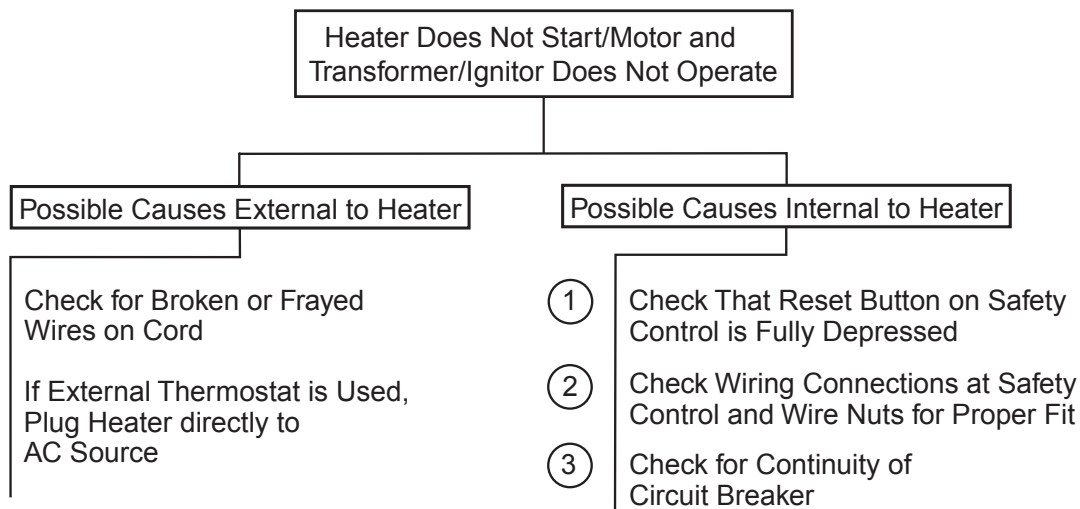 Heater Does Not Start/Motor and
Transformer/Ignitor Does Not Operate
Possible Causes External to Heater
Check for Broken or Frayed
Wires on Cord
If External Thermostat is Used,
Plug Heater directly to
AC Source
Possible Causes Internal to Heater
1 Check That Reset Button on Safety
Control is Fully Depressed
2 Check Wiring Connections at Safety
Control and Wire Nuts for Proper Fit
3 Check for Continuity of
Circuit Breaker